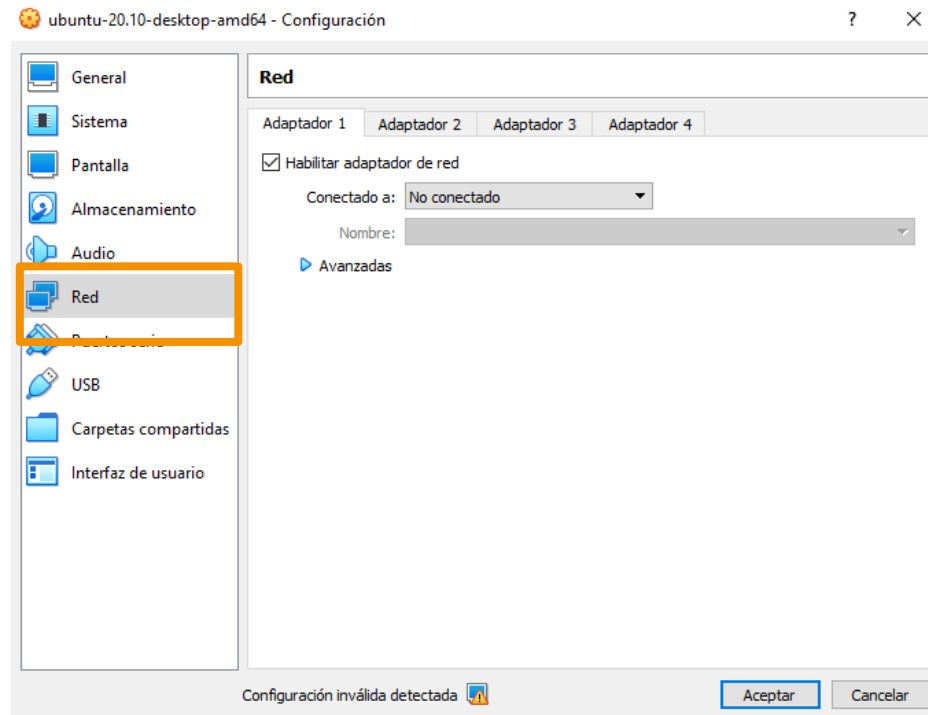 ubuntu-20.10-desktop-amd64 - Configuración
?
General
Sistema
Pantalla
Almacenamiento
Audio
Red
USB
Carpetas compartidas
Interfaz de usuario
Red
Adaptador 1 Adaptador 2 Adaptador 3 Adaptador 4
Habilitar adaptador de red
Conectado a: No conectado
Nombre:
Avanzadas
Configuración inválida detectada
Aceptar Cancelar